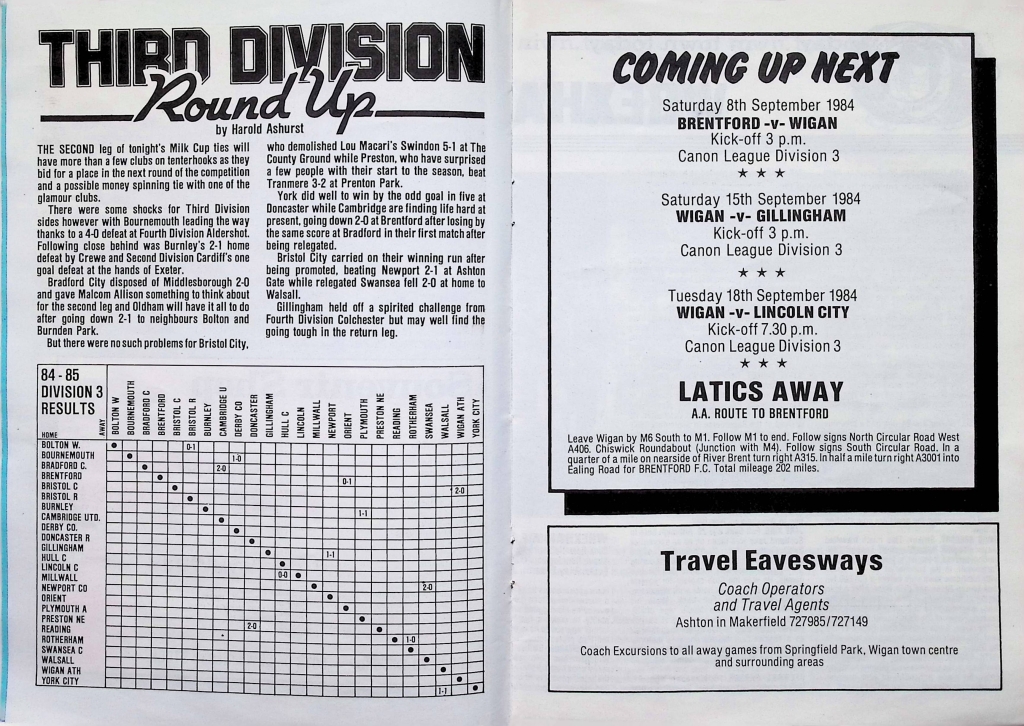 THIRD DIVISION
Round Up
by Harold Ashurst
THE SECOND leg of tonight's Milk Cup ties will
have more than a few clubs on tenterhooks as they
bid for a place in the next round of the competition
and a possible money spinning tie with one of the
glamour clubs.
There were some shocks for Third Division
sides however with Bournemouth leading the way
thanks to a 4-0 defeat at Fourth Division Aldershot.
Following close behind was Burnley's 2-1 home
defeat by Crewe and Second Division Cardiff's one
goal defeat at the hands of Exeter.
Bradford City disposed of Middlesborough 2-0
and gave Malcom Allison something to think about
for the second leg and Oldham will have it all to do
after going down 2-1 to neighbours Bolton and
Burnden Park.
But there were no such problems for Bristol City,
who demolished Lou Macari's Swindon 5-1 at The
County Ground while Preston, who have surprised
a few people with their start to the season, beat
Tranmere 3-2 at Prenton Park.
York did well to win by the odd goal in five at
Doncaster while Cambridge are finding life hard at
present, going down 2-0 at Brentford after losing by
the same score at Bradford in their first match after
being relegated.
Bristol City carried on their winning run after
being promoted, beating Newport 2-1 at Ashton
Gate while relegated Swansea fell 2-0 at home to
Walsall.
Gillingham held off a spirited challenge from
Fourth Division Colchester but may well find the
going tough in the return leg.
84 - 85
DIVISION 3
RESULTS
HOME
AWAY
BOLTON W
BOURNEMOUTH
BRADFORD C
BRENTFORD
BRISTOL C
BRISTOL R
BURNLEY
CAMBRIDGE U
DERBY CO
DONCASTER
GILLINGHAM
HULL C
LINCOLN
MILLWALL
NEWPORT
ORIENT
PLYMOUTH
PRESTON NE
READING
ROTHERHAM
SWANSEA
WALSALL
WIGAN ATH
YORK CITY
BOLTON W. 0-1
BOURNEMOUTH 1-0
BRADFORD C. 2-0
BRENTFORD 0-1
BRISTOL C 2-0
BRISTOL R
BURNLEY 1-1
CAMBRIDGE UTD.
DERBY CO.
DONCASTER R
GILLINGHAM 1-1
HULL C
LINCOLN C 0-0
MILLWALL
NEWPORT CO 2-0
ORIENT
PLYMOUTH A
PRESTON NE
READING 2-0
ROTHERHAM 1-0
SWANSEA C
WALSALL
WIGAN ATH
YORK CITY 1-1
COMING UP NEXT
Saturday 8th September 1984
BRENTFORD -v- WIGAN
Kick-off 3 p.m.
Canon League Division 3
★ ★ ★
Saturday 15th September 1984
WIGAN -v- GILLINGHAM
Kick-off 3 p.m.
Canon League Division 3
★ ★ ★
Tuesday 18th September 1984
WIGAN -v- LINCOLN CITY
Kick-off 7.30 p.m.
Canon League Division 3
★ ★ ★
LATICS AWAY
A.A. ROUTE TO BRENTFORD
Leave Wigan by M6 South to M1. Follow M1 to end. Follow signs North Circular Road West
A406. Chiswick Roundabout (Junction with M4). Follow signs South Circular Road. In a
quarter of a mile on nearside of River Brent turn right A315. In half a mile turn right A3001 into
Ealing Road for BRENTFORD F.C. Total mileage 202 miles.
Travel Eavesways
Coach Operators
and Travel Agents
Ashton in Makerfield 727985/727149
Coach Excursions to all away games from Springfield Park, Wigan town centre
and surrounding areas